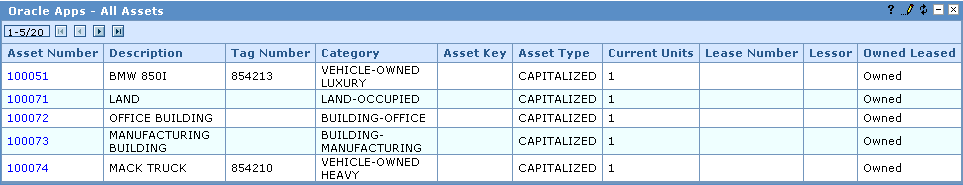 Oracle Apps - All Assets
1-5/20
Asset Number Description Tag Number Category Asset Key Asset Type Current Units Lease Number Lessor Owned Leased
100051 BMW 850I 854213 VEHICLE-OWNED LUXURY CAPITALIZED 1 Owned
100071 LAND LAND-OCCUPIED CAPITALIZED 1 Owned
100072 OFFICE BUILDING BUILDING-OFFICE CAPITALIZED 1 Owned
100073 MANUFACTURING BUILDING BUILDING-MANUFACTURING CAPITALIZED 1 Owned
100074 MACK TRUCK 854210 VEHICLE-OWNED HEAVY CAPITALIZED 1 Owned